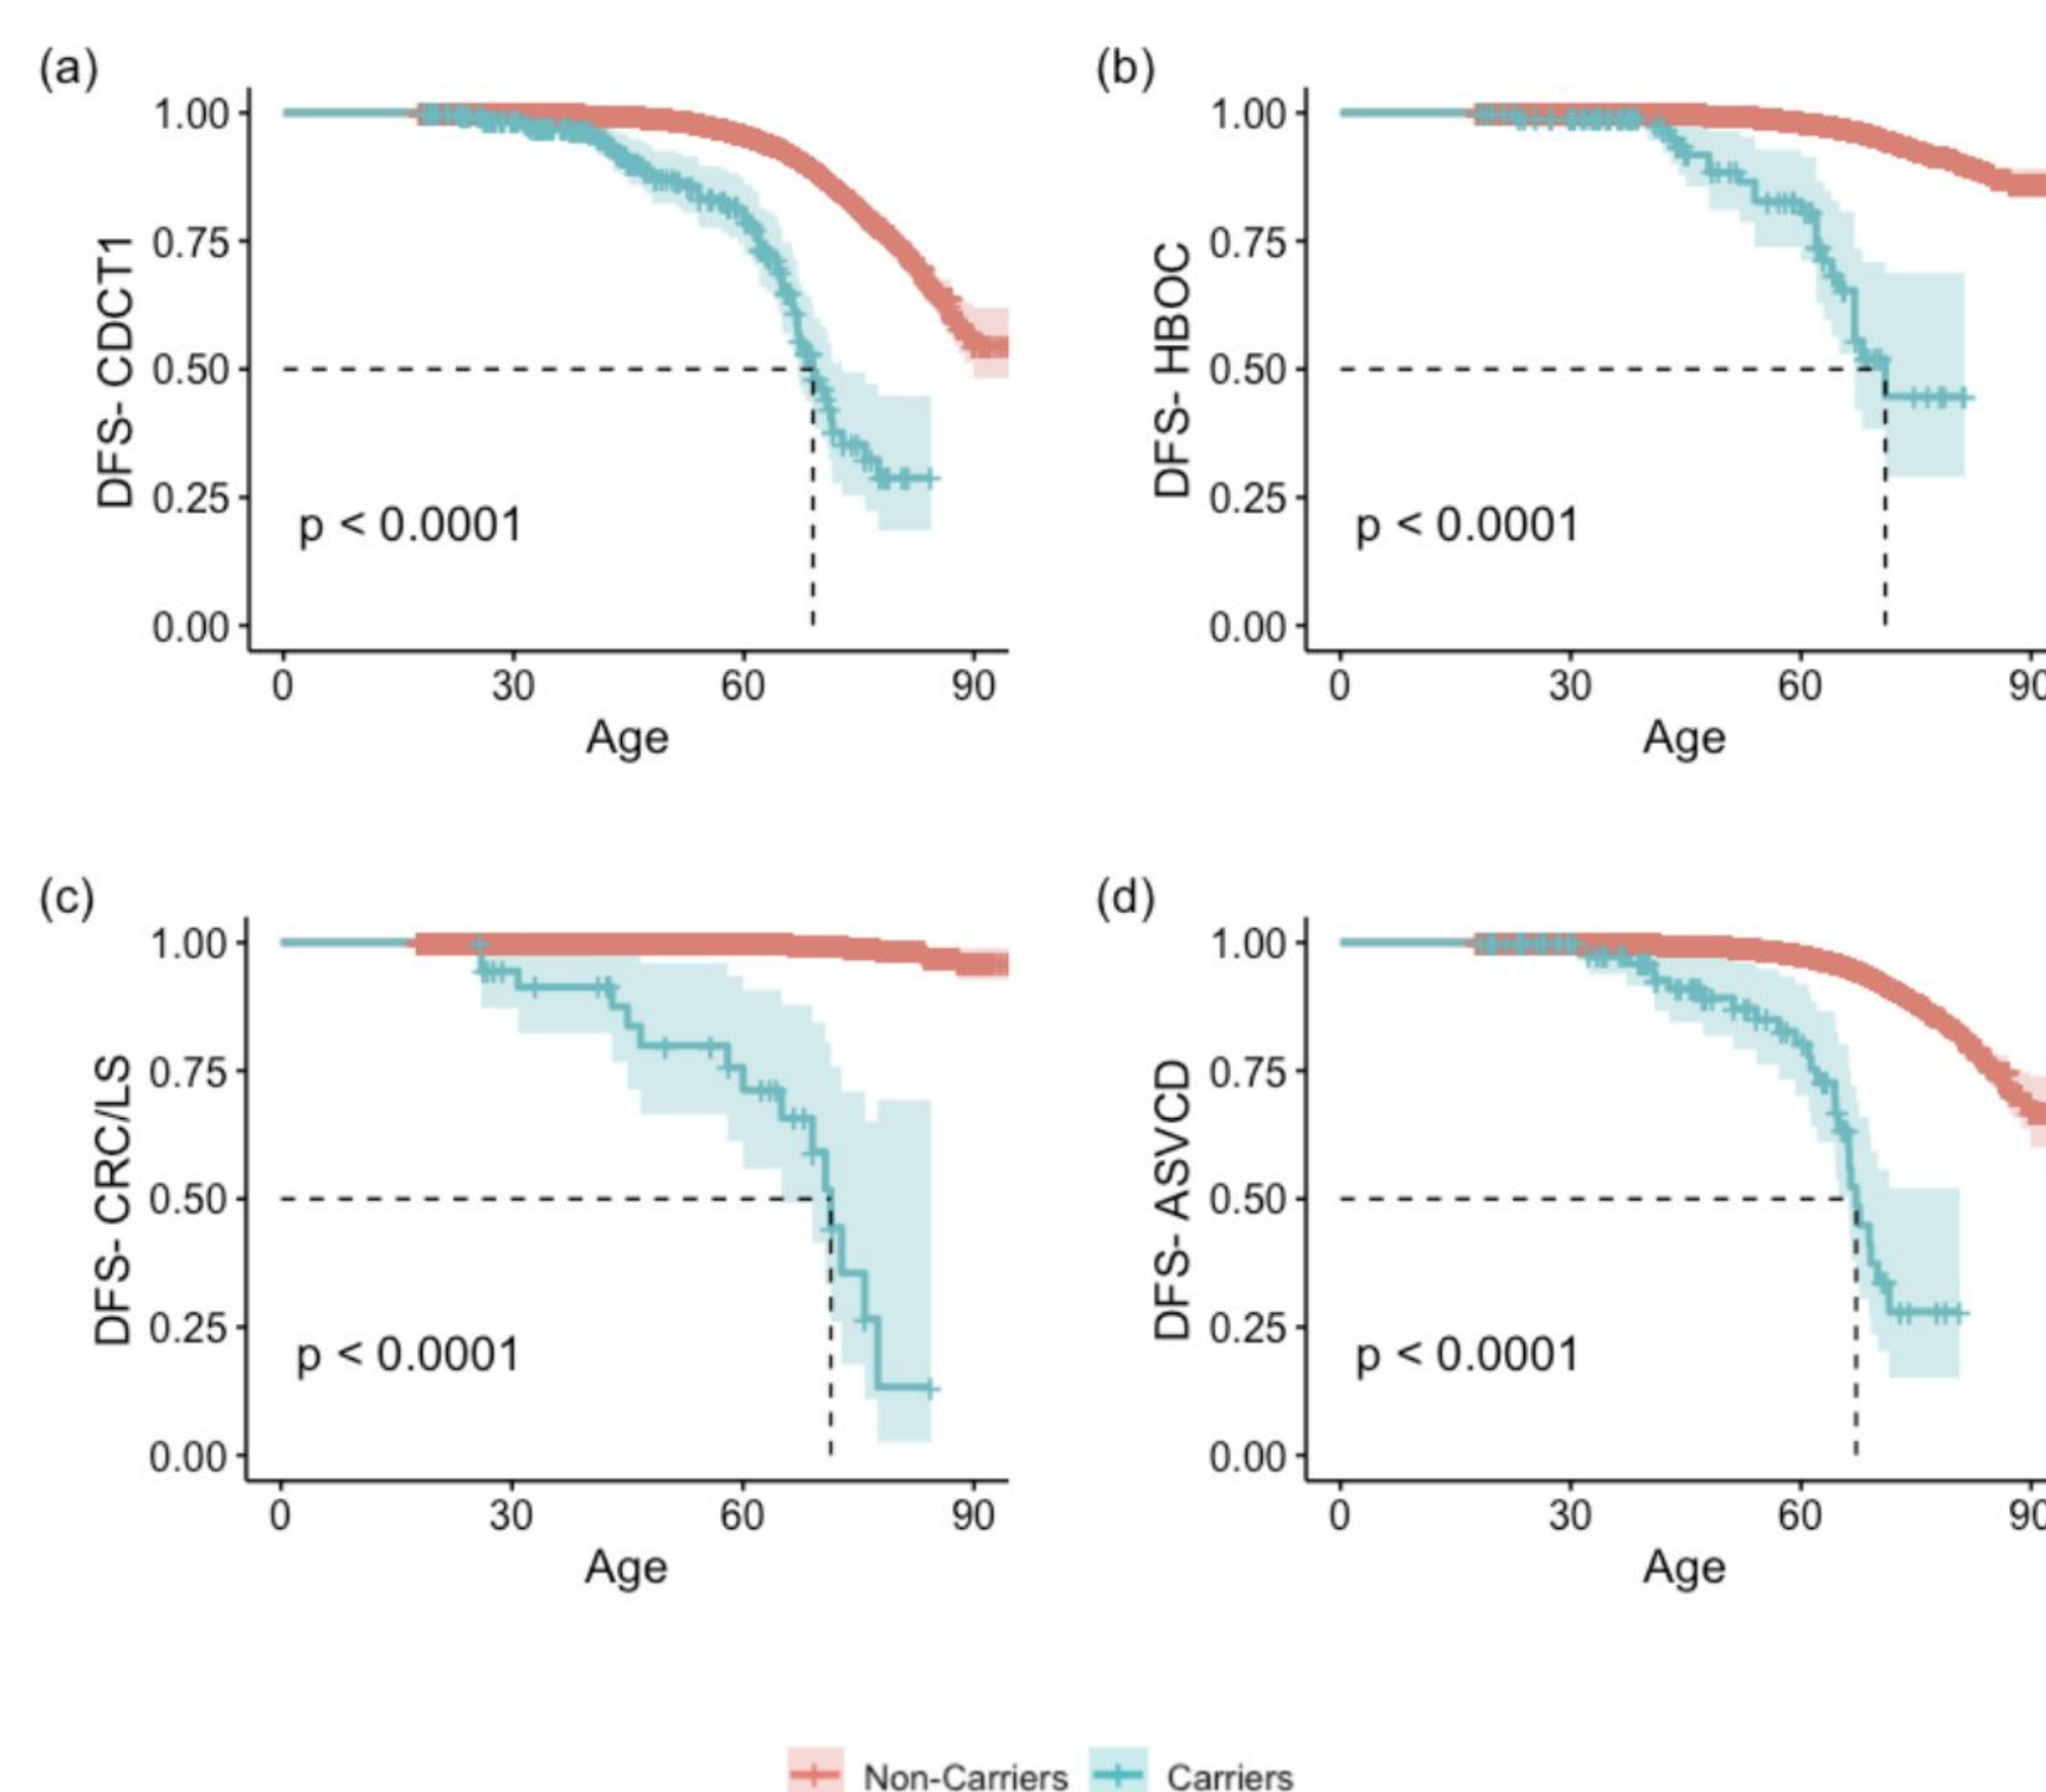 (a)
DFS- CDCT1
1.00
0.75
0.50
0.25
0.00
p < 0.0001
0 30 60 90
Age
(b)
DFS- HBOC
1.00
0.75
0.50
0.25
0.00
p < 0.0001
0 30 60 90
Age
(c)
DFS- CRC/LS
1.00
0.75
0.50
0.25
0.00
p < 0.0001
0 30 60 90
Age
(d)
DFS- ASVCD
1.00
0.75
0.50
0.25
0.00
p < 0.0001
0 30 60 90
Age
Non-Carriers Carriers